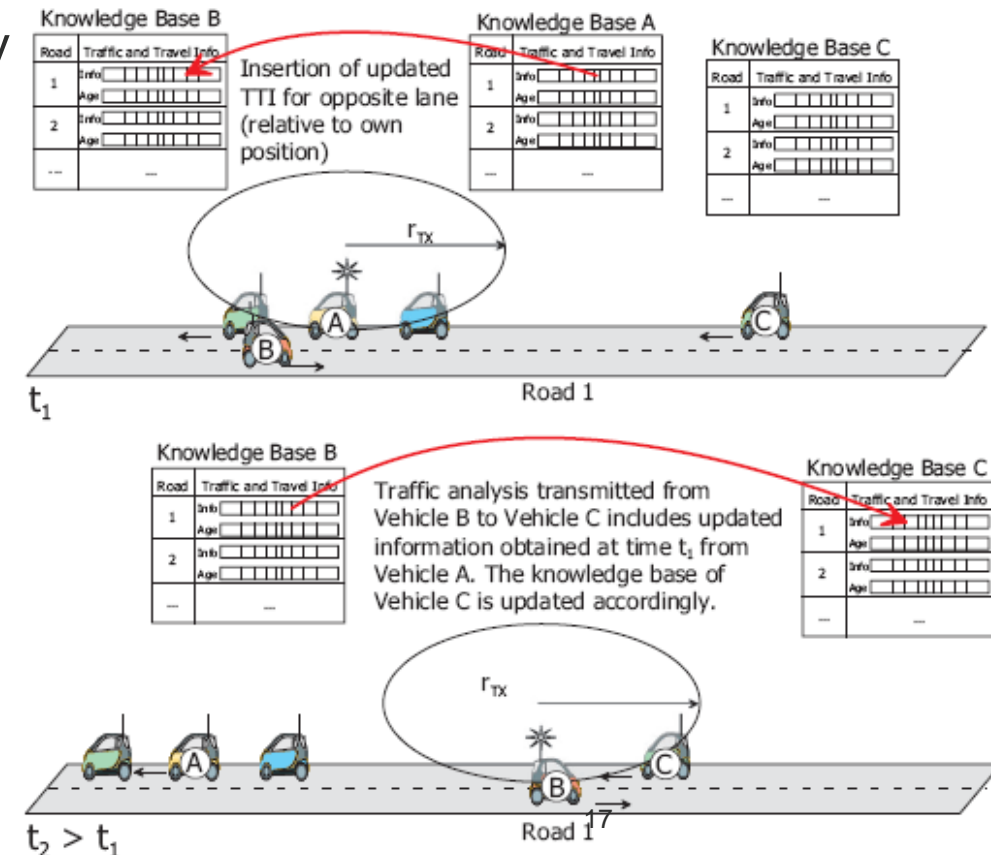 y
Knowledge Base B
Road Traffic and Travel Info
1 Info
Age
2 Info
Age
... ...
Insertion of updated
TTI for opposite lane
(relative to own
position)
Knowledge Base A
Road Traffic and Travel Info
1 Info
Age
2 Info
Age
... ...
Knowledge Base C
Road Traffic and Travel Info
1 Info
Age
2 Info
Age
... ...
rTX
A
B
C
Road 1
t1
Knowledge Base B
Road Traffic and Travel Info
1 Info
Age
2 Info
Age
... ...
Traffic analysis transmitted from
Vehicle B to Vehicle C includes updated
information obtained at time t1 from
Vehicle A. The knowledge base of
Vehicle C is updated accordingly.
Knowledge Base C
Road Traffic and Travel Info
1 Info
Age
2 Info
Age
... ...
rTX
A
B
C
Road 1
17
t2 > t1